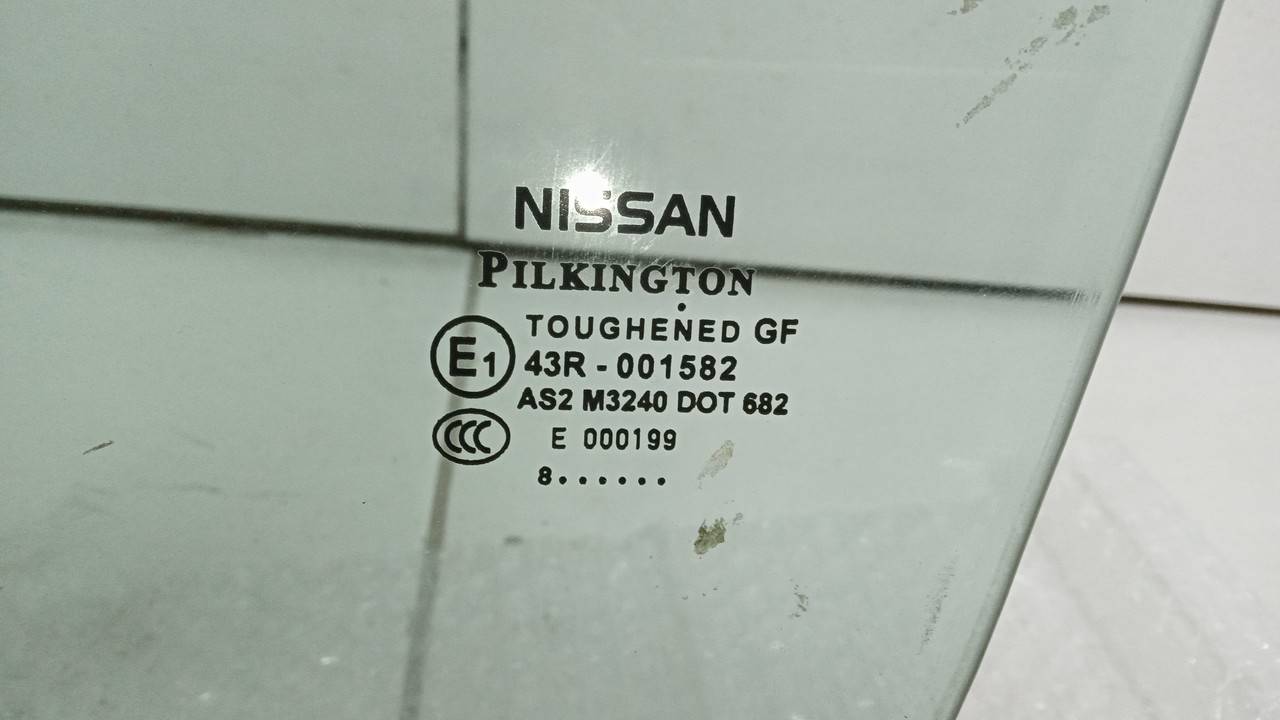 NISSAN
PILKINGTON
TOUGHENED GF
E1 43R - 001582
AS2 M3240 DOT 682
CCC E 000199
8......